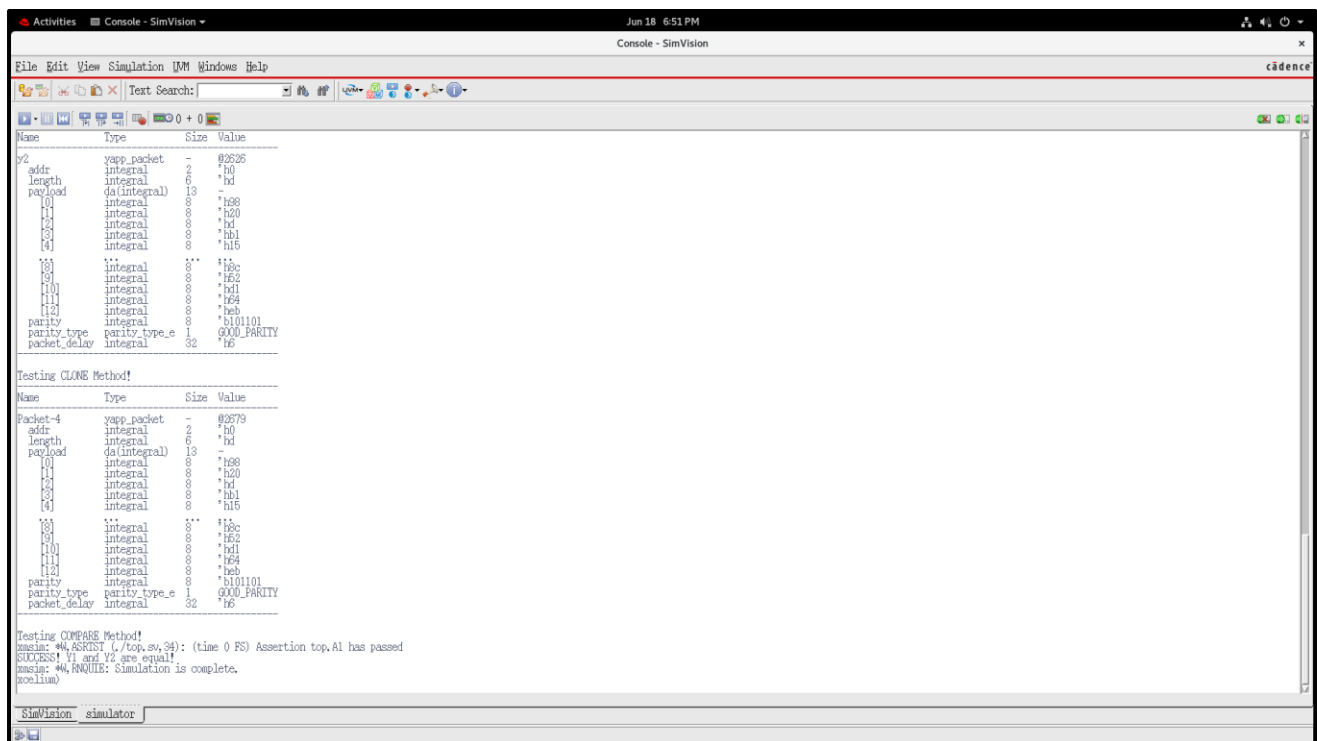 Activities Console - SimVision Jun 18 6:51 PM
Console - SimVision ×
File Edit View Simulation UVM Windows Help cādence
Text Search: UVM
0 + 0
Name Type Size Value
y2 yapp_packet - @2626
addr integral 2 'h0
length integral 6 'hd
payload da(integral) 13 -
[0] integral 8 'h98
[1] integral 8 'h20
[2] integral 8 'hd
[3] integral 8 'hb1
[4] integral 8 'h15
... ... ... ...
[8] integral 8 'h8c
[9] integral 8 'h52
[10] integral 8 'hd1
[11] integral 8 'h64
[12] integral 8 'heb
parity integral 8 'b101101
parity_type parity_type_e 1 GOOD_PARITY
packet_delay integral 32 'h6
Testing CLONE Method!
Name Type Size Value
Packet-4 yapp_packet - @2679
addr integral 2 'h0
length integral 6 'hd
payload da(integral) 13 -
[0] integral 8 'h98
[1] integral 8 'h20
[2] integral 8 'hd
[3] integral 8 'hb1
[4] integral 8 'h15
... ... ... ...
[8] integral 8 'h8c
[9] integral 8 'h52
[10] integral 8 'hd1
[11] integral 8 'h64
[12] integral 8 'heb
parity integral 8 'b101101
parity_type parity_type_e 1 GOOD_PARITY
packet_delay integral 32 'h6
Testing COMPARE Method!
xmsim: *W,ASRTST (./top.sv,34): (time 0 FS) Assertion top.A1 has passed
SUCCESS! Y1 and Y2 are equal!
xmsim: *W,RNQUIE: Simulation is complete.
xcelium>
SimVision simulator